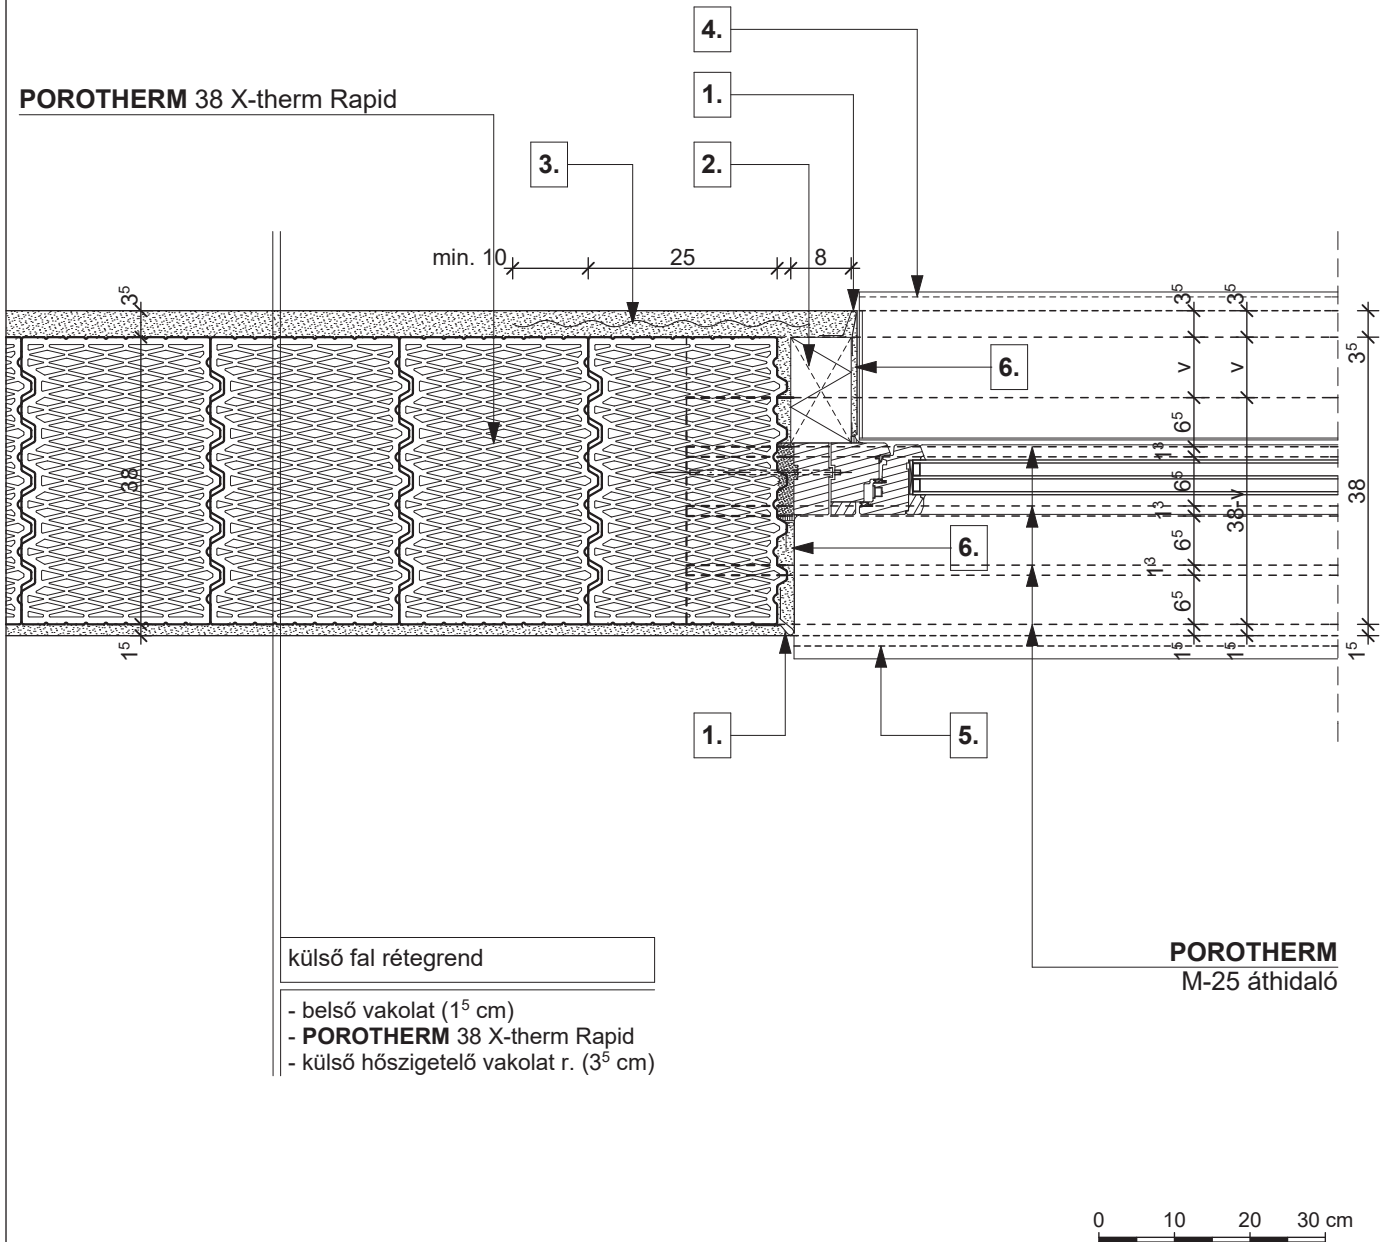 4.
POROTHERM 38 X-therm Rapid
1.
3.
2.
min. 10
25
8
3⁵
3⁵
3⁵
3⁵
v
v
6.
6⁵
1³
38
6⁵
38-v
38
1³
6⁵
6.
1³
6⁵
1⁵
1⁵
1⁵
1⁵
1.
5.
POROTHERM
M-25 áthidaló
külső fal rétegrend
- belső vakolat (1⁵ cm)
- POROTHERM 38 X-therm Rapid
- külső hőszigetelő vakolat r. (3⁵ cm)
0 10 20 30 cm